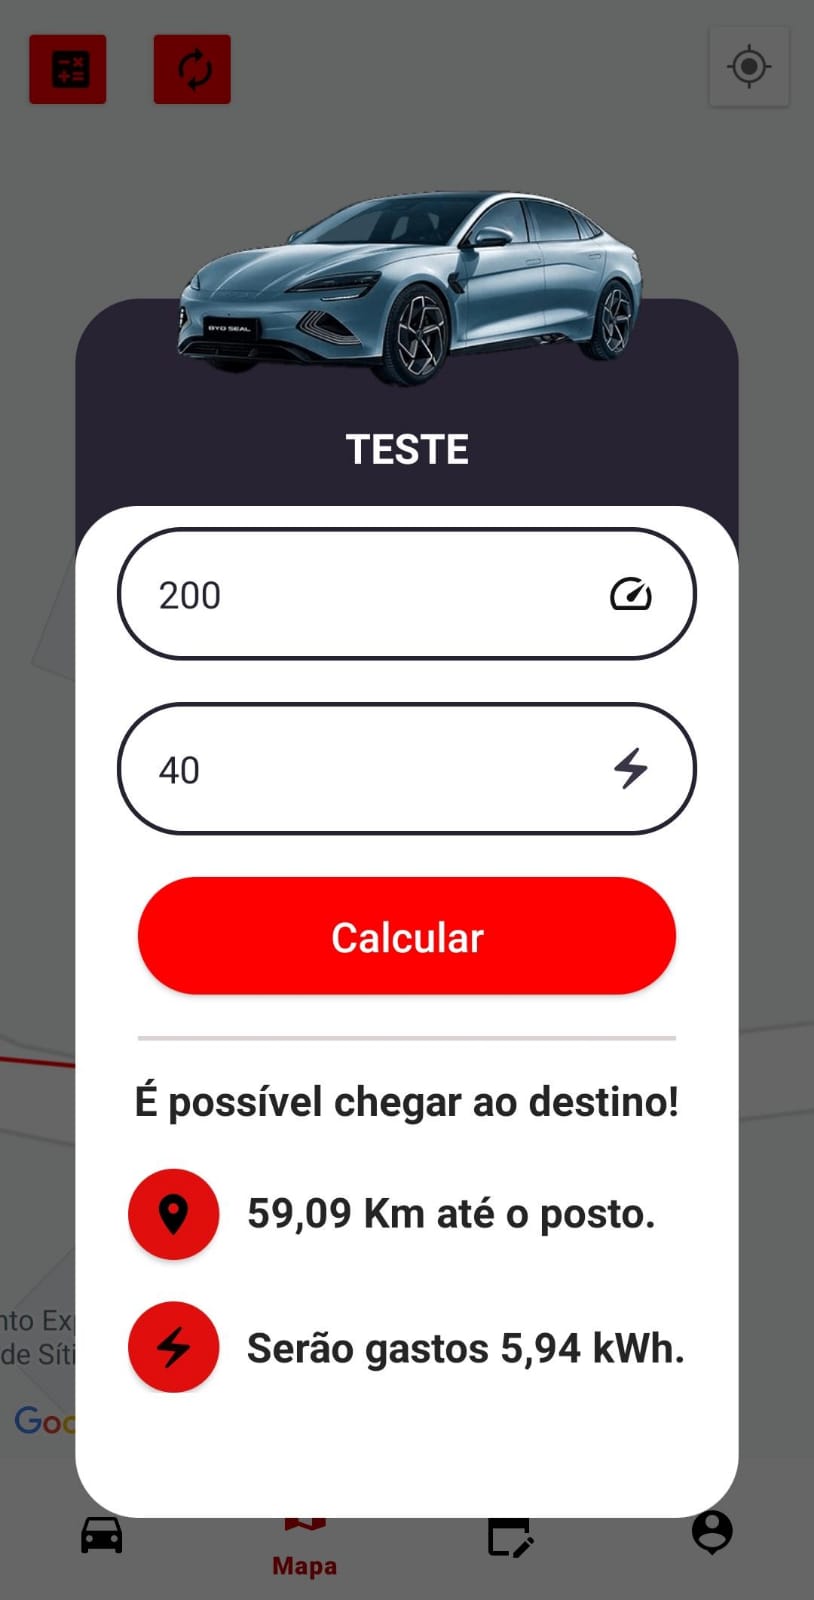 BYD SEAL
TESTE
200
40
Calcular
É possível chegar ao destino!
59,09 Km até o posto.
Serão gastos 5,94 kWh.
nto Ex
de Síti
Goo
Mapa